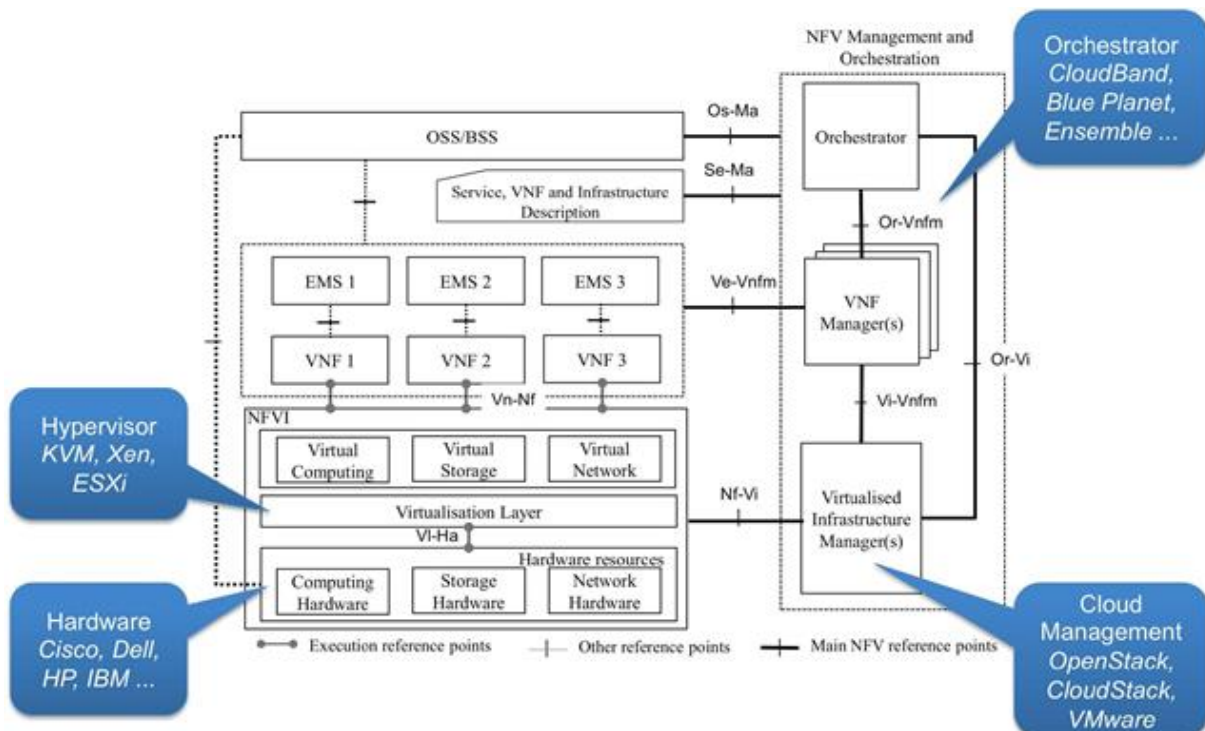 NFV Management and
Orchestration
Orchestrator
CloudBand,
Blue Planet,
Ensemble ...
OSS/BSS
Os-Ma
Orchestrator
Se-Ma
Service, VNF and Infrastructure
Description
Or-Vnfm
EMS 1
EMS 2
EMS 3
Ve-Vnfm
VNF
Manager(s)
VNF 1
VNF 2
VNF 3
Or-Vi
Vn-Nf
Vi-Vnfm
Hypervisor
KVM, Xen,
ESXi
NFVI
Virtual
Computing
Virtual
Storage
Virtual
Network
Nf-Vi
Virtualisation Layer
Virtualised
Infrastructure
Manager(s)
Vl-Ha
Hardware resources
Computing
Hardware
Storage
Hardware
Network
Hardware
Hardware
Cisco, Dell,
HP, IBM ...
Cloud
Management
OpenStack,
CloudStack,
VMware
Execution reference points
Other reference points
Main NFV reference points